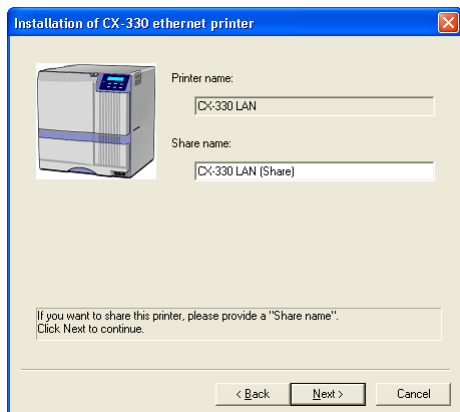 Installation of CX-330 ethernet printer
Printer name:
CX-330 LAN
Share name:
CX-330 LAN (Share)
If you want to share this printer, please provide a "Share name".
Click Next to continue.
< Back
Next >
Cancel